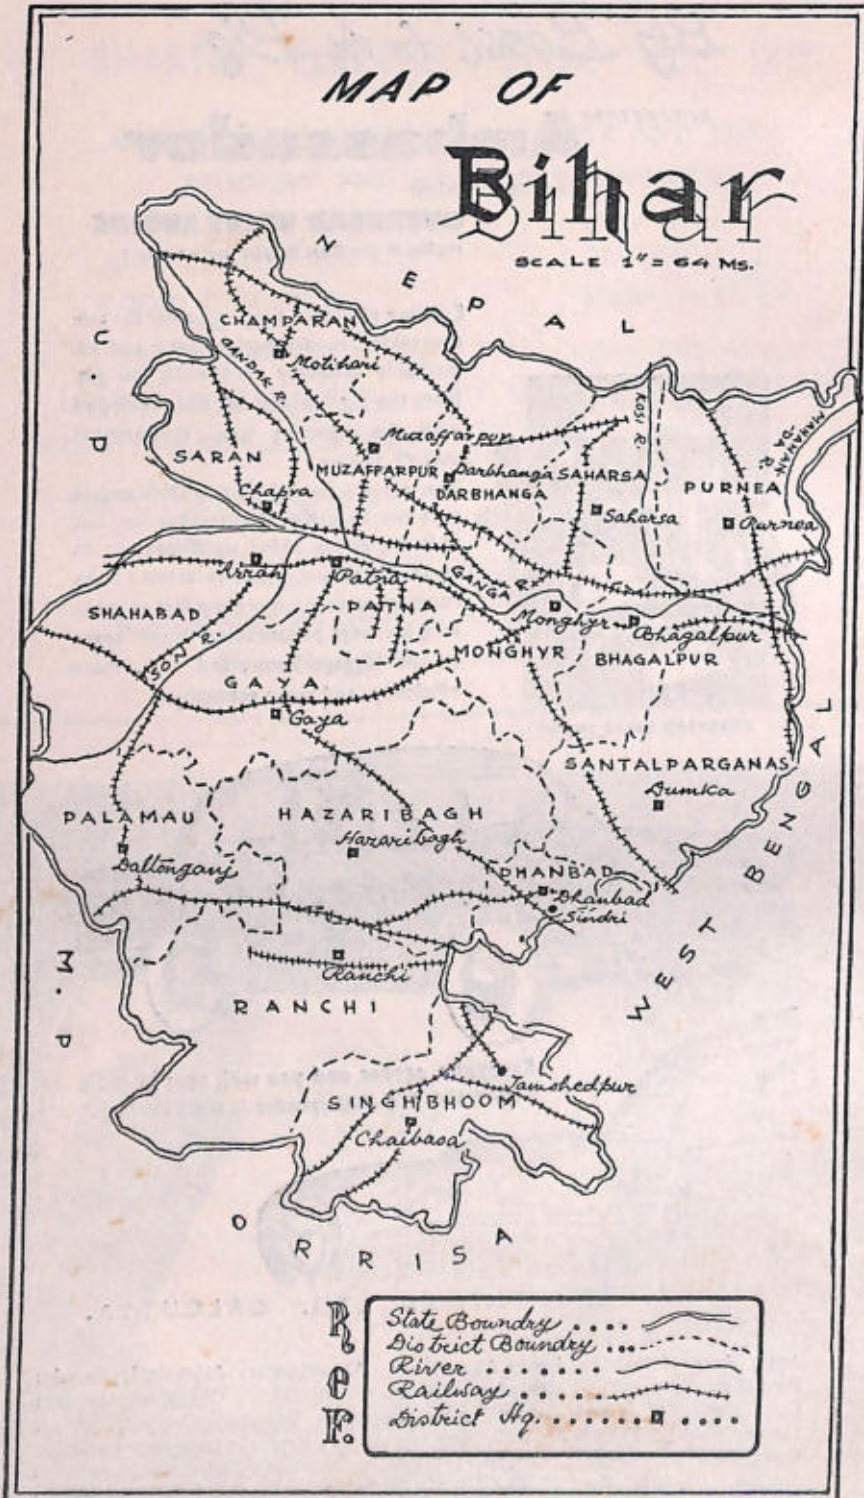 MAP OF
Bihar
SCALE 1" = 64 MS.
NEPAL
U.P
CHAMPARAN
GANDAK R.
Motihari
KOSI R.
MAHANAN-
DA R.
Muzaffarpur
SARAN
MUZAFFARPUR
Darbhanga
SAHARSA
PURNEA
DARBHANGA
Chapra
Saharsa
Purnea
Arrah
Patna
GANGA R.
SHAHABAD
PATNA
Monghyr
Bhagalpur
SON R.
MONGHYR
BHAGALPUR
GAYA
Gaya
SANTALPARGANAS
Dumka
PALAMAU
HAZARIBAGH
Hazaribagh
Daltonganj
DHANBAD
Dhanbad
Sindri
WEST BENGAL
M.P
Ranchi
RANCHI
Jamshedpur
SINGHBHOOM
Chaibasa
ORRISA
Ref.
State Boundry ....
District Boundry ...
River .......
Railway .....
District Hq. ....... ....